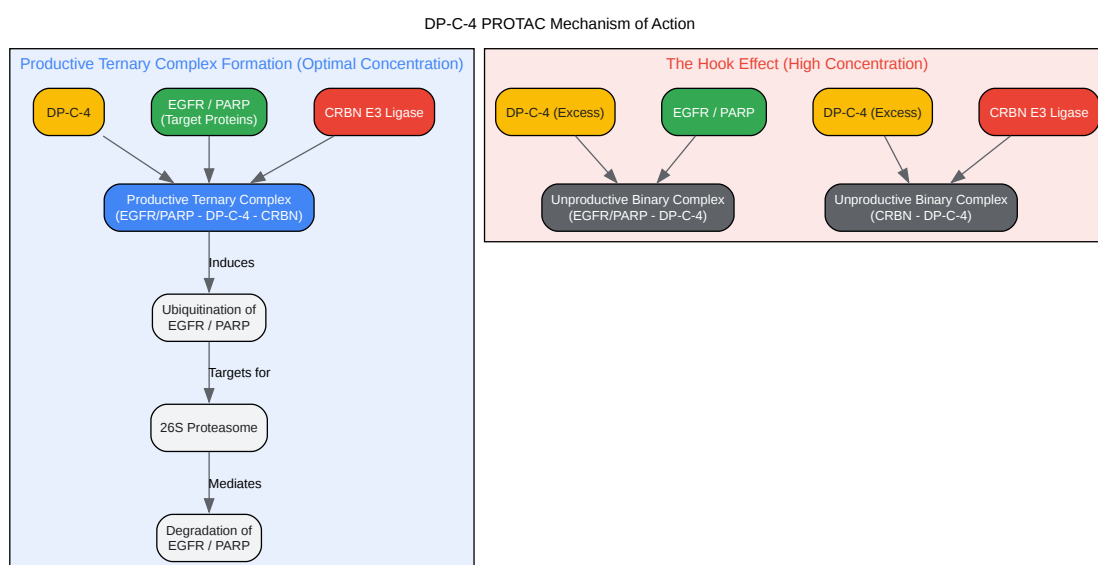 DP-C-4 PROTAC Mechanism of Action
Productive Ternary Complex Formation (Optimal Concentration)
DP-C-4
EGFR / PARP
(Target Proteins)
CRBN E3 Ligase
Productive Ternary Complex
(EGFR/PARP - DP-C-4 - CRBN)
Induces
Ubiquitination of
EGFR / PARP
Targets for
26S Proteasome
Mediates
Degradation of
EGFR / PARP
The Hook Effect (High Concentration)
DP-C-4 (Excess)
EGFR / PARP
DP-C-4 (Excess)
CRBN E3 Ligase
Unproductive Binary Complex
(EGFR/PARP - DP-C-4)
Unproductive Binary Complex
(CRBN - DP-C-4)